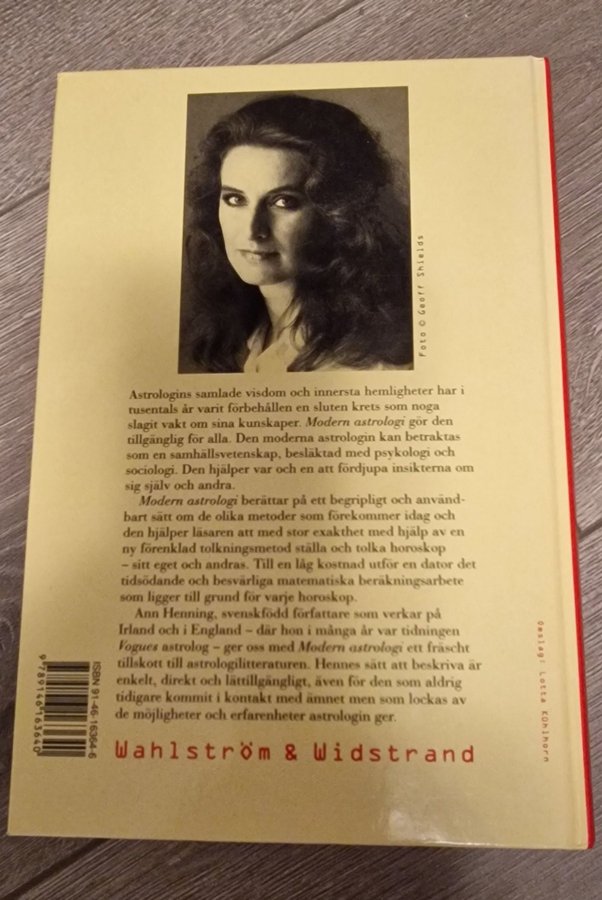 Foto © Geoff Shields
Astrologins samlade visdom och innersta hemligheter har i
tusentals år varit förbehållen en sluten krets som noga
slagit vakt om sina kunskaper. Modern astrologi gör den
tillgänglig för alla. Den moderna astrologin kan betraktas
som en samhällsvetenskap, besläktad med psykologi och
sociologi. Den hjälper var och en att fördjupa insikterna om
sig själv och andra.
Modern astrologi berättar på ett begripligt och använd-
bart sätt om de olika metoder som förekommer idag och
den hjälper läsaren att med stor exakthet med hjälp av en
ny förenklad tolkningsmetod ställa och tolka horoskop
– sitt eget och andras. Till en låg kostnad utför en dator det
tidsödande och besvärliga matematiska beräkningsarbete
som ligger till grund för varje horoskop.
Ann Henning, svenskfödd författare som verkar på
Irland och i England – där hon i många år var tidningen
Vogues astrolog – ger oss med Modern astrologi ett fräscht
tillskott till astrologilitteraturen. Hennes sätt att beskriva är
enkelt, direkt och lättillgängligt, även för den som aldrig
tidigare kommit i kontakt med ämnet men som lockas av
de möjligheter och erfarenheter astrologin ger.
Wahlström & Widstrand
ISBN 91-46-16364-6
9789146163640
Omslag: Lotta Kühlhorn